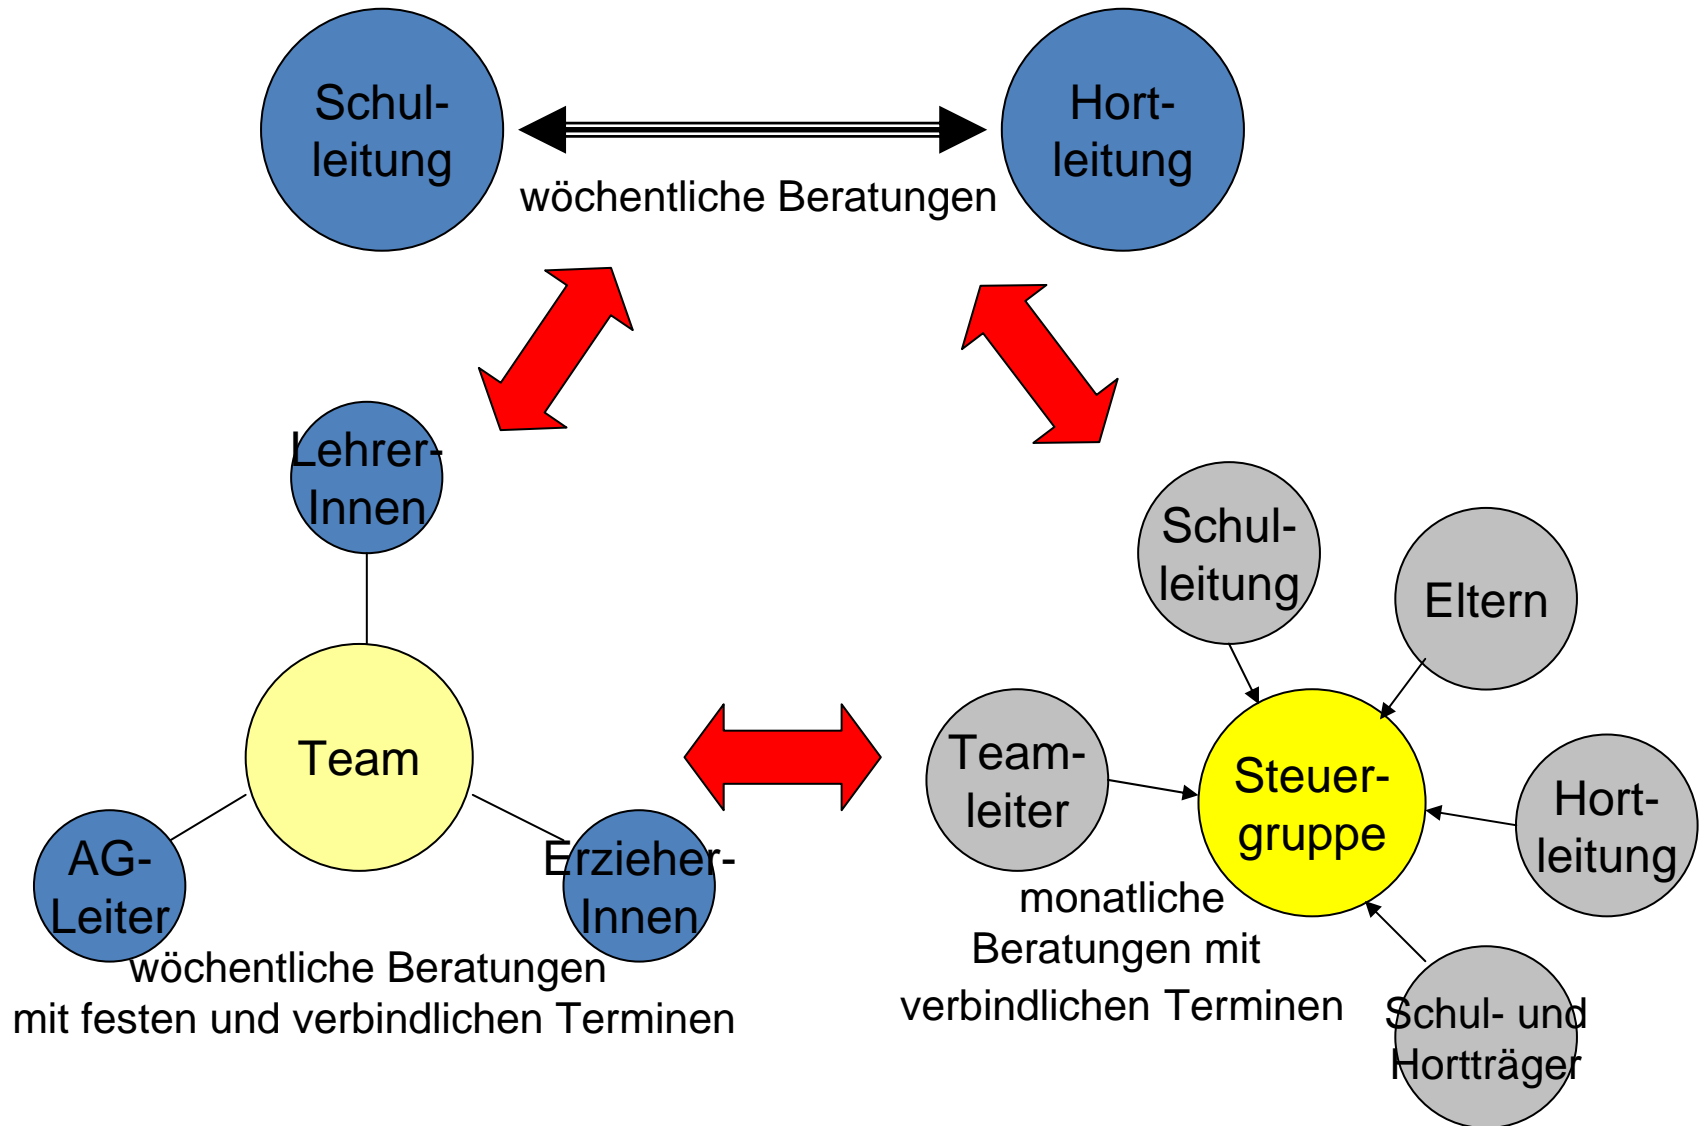 Schul-
leitung
Hort-
leitung
wöchentliche Beratungen
Lehrer-
Innen
Team
AG-
Leiter
Erzieher-
Innen
wöchentliche Beratungen
mit festen und verbindlichen Terminen
Schul-
leitung
Eltern
Team-
leiter
Steuer-
gruppe
Hort-
leitung
monatliche
Beratungen mit
verbindlichen Terminen
Schul- und
Hortträger